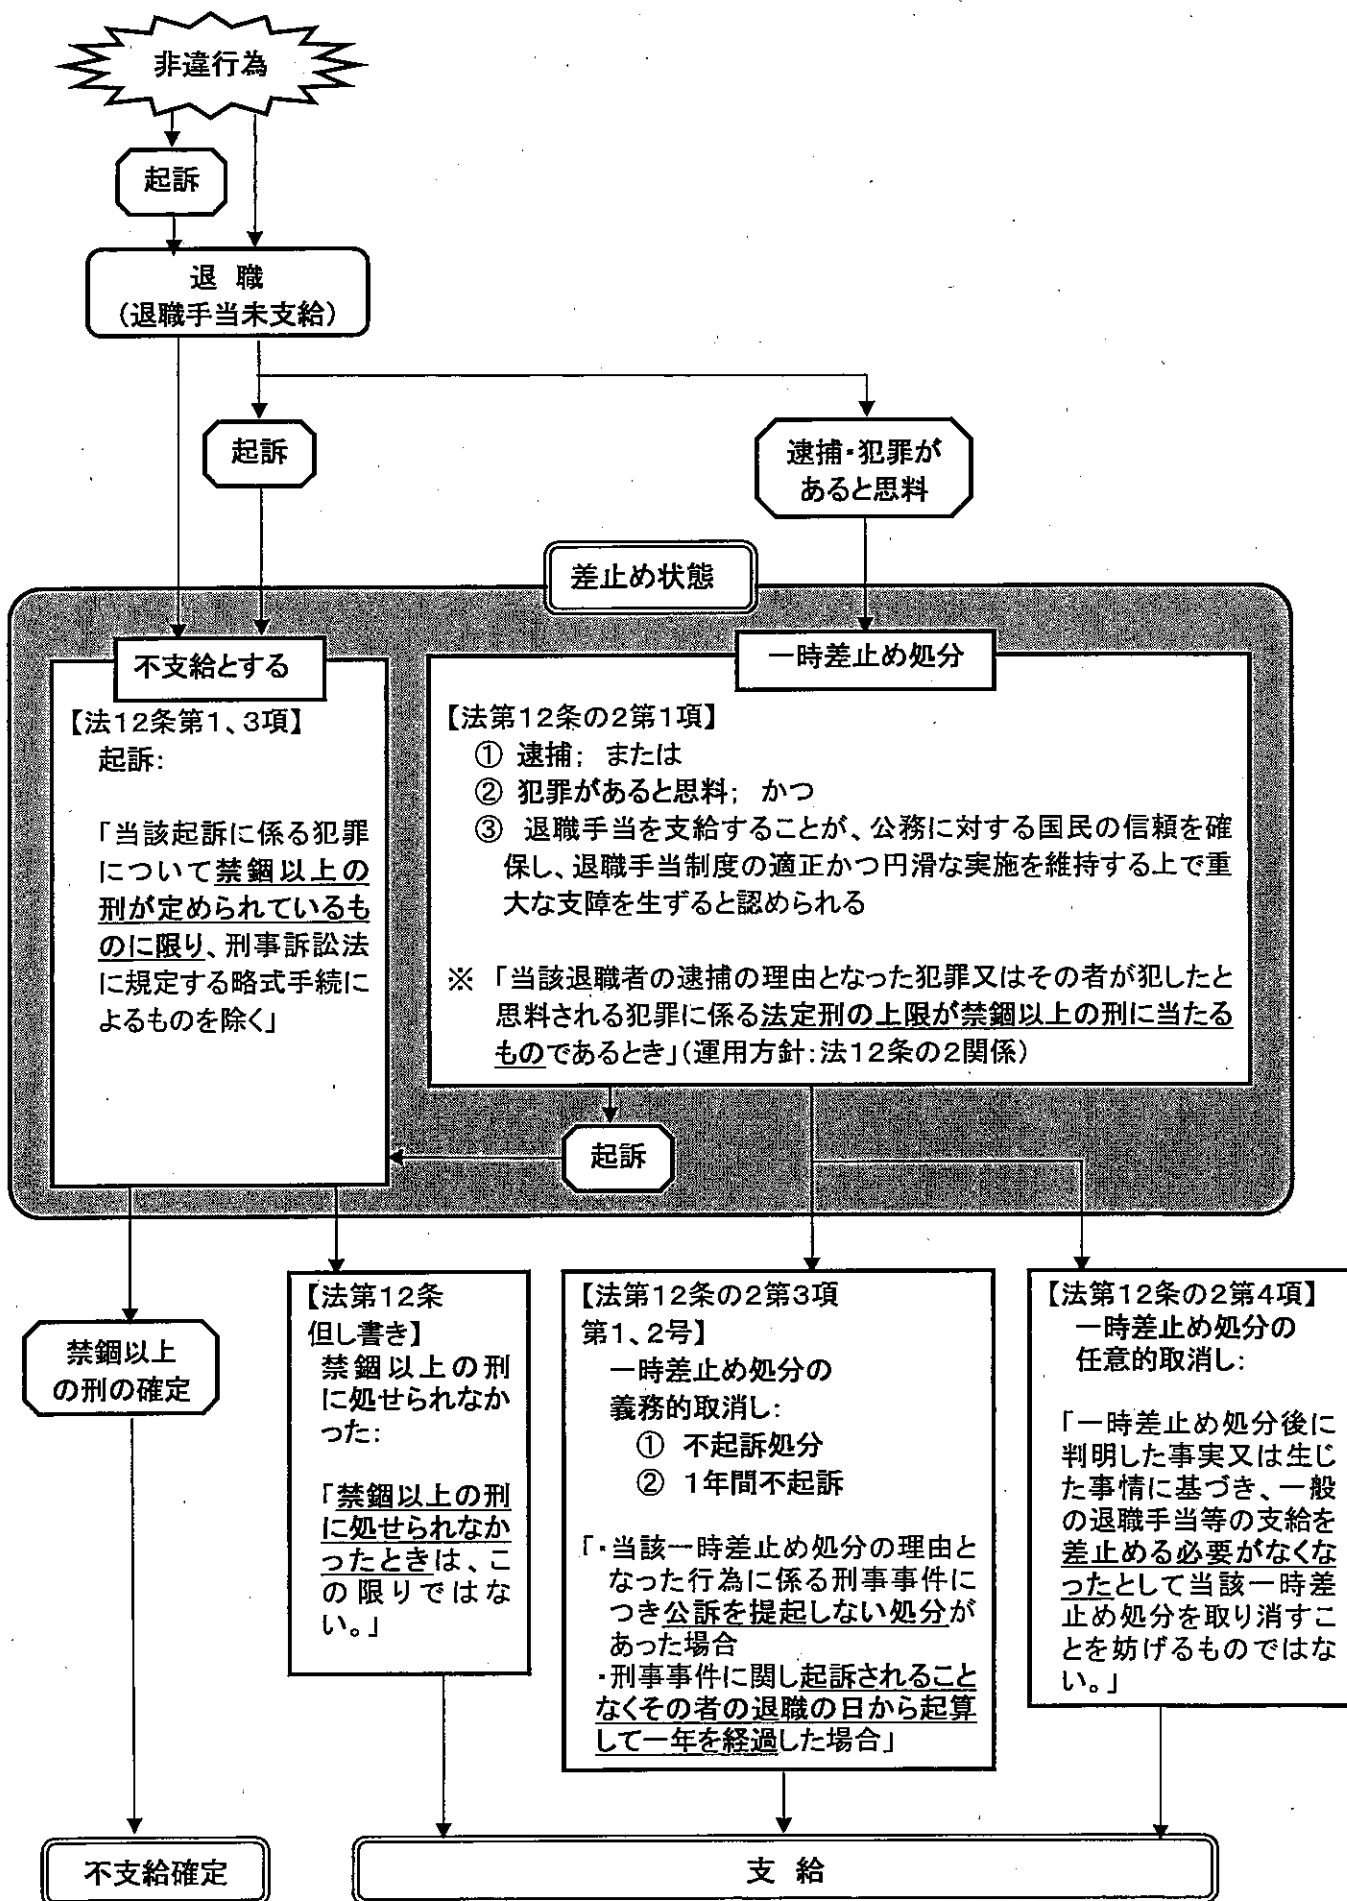 非違行為
起訴
退 職
(退職手当未支給)
起訴
逮捕・犯罪が
あると思料
差止め状態
不支給とする
【法12条第1、3項】
起訴:
「当該起訴に係る犯罪
について禁錮以上の
刑が定められているも
のに限り、刑事訴訟法
に規定する略式手続に
よるものを除く」
一時差止め処分
【法第12条の2第1項】
① 逮捕; または
② 犯罪があると思料; かつ
③ 退職手当を支給することが、公務に対する国民の信頼を確
保し、退職手当制度の適正かつ円滑な実施を維持する上で重
大な支障を生ずると認められる
※ 「当該退職者の逮捕の理由となった犯罪又はその者が犯したと
思料される犯罪に係る法定刑の上限が禁錮以上の刑に当たる
ものであるとき」(運用方針:法12条の2関係)
起訴
禁錮以上
の刑の確定
【法第12条
但し書き】
禁錮以上の刑
に処せられなか
った:
「禁錮以上の刑
に処せられなか
ったときは、こ
の限りではな
い。」
【法第12条の2第3項
第1、2号】
一時差止め処分の
義務的取消し:
① 不起訴処分
② 1年間不起訴
「・当該一時差止め処分の理由と
なった行為に係る刑事事件に
つき公訴を提起しない処分が
あった場合
・刑事事件に関し起訴されること
なくその者の退職の日から起算
して一年を経過した場合」
【法第12条の2第4項】
一時差止め処分の
任意的取消し:
「一時差止め処分後に
判明した事実又は生じ
た事情に基づき、一般
の退職手当等の支給を
差止める必要がなくな
ったとして当該一時差
止め処分を取り消すこ
とを妨げるものではな
い。」
不支給確定
支 給